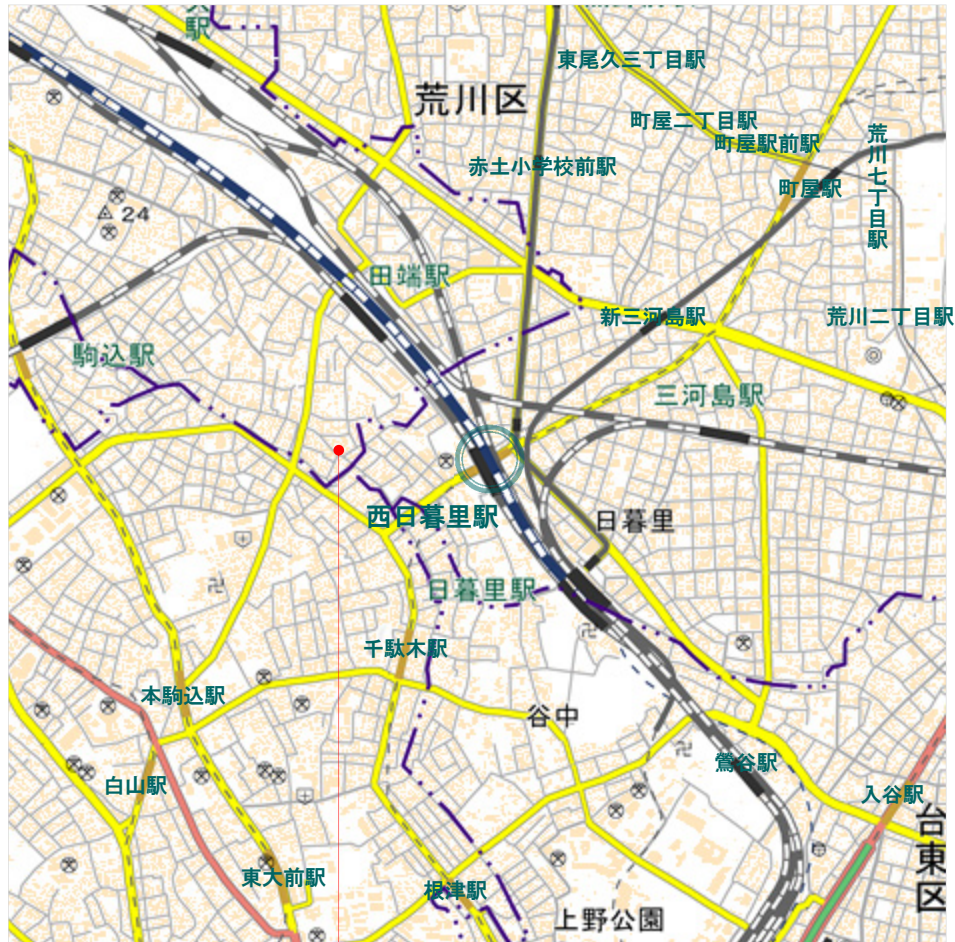 駅
東尾久三丁目駅
荒川区
町屋二丁目駅
町屋駅前駅
荒川七丁目駅
赤土小学校前駅
町屋駅
24
田端駅
新三河島駅
荒川二丁目駅
駒込駅
三河島駅
西日暮里駅
日暮里
日暮里駅
千駄木駅
本駒込駅
谷中
鶯谷駅
白山駅
入谷駅
台東区
東大前駅
根津駅
上野公園